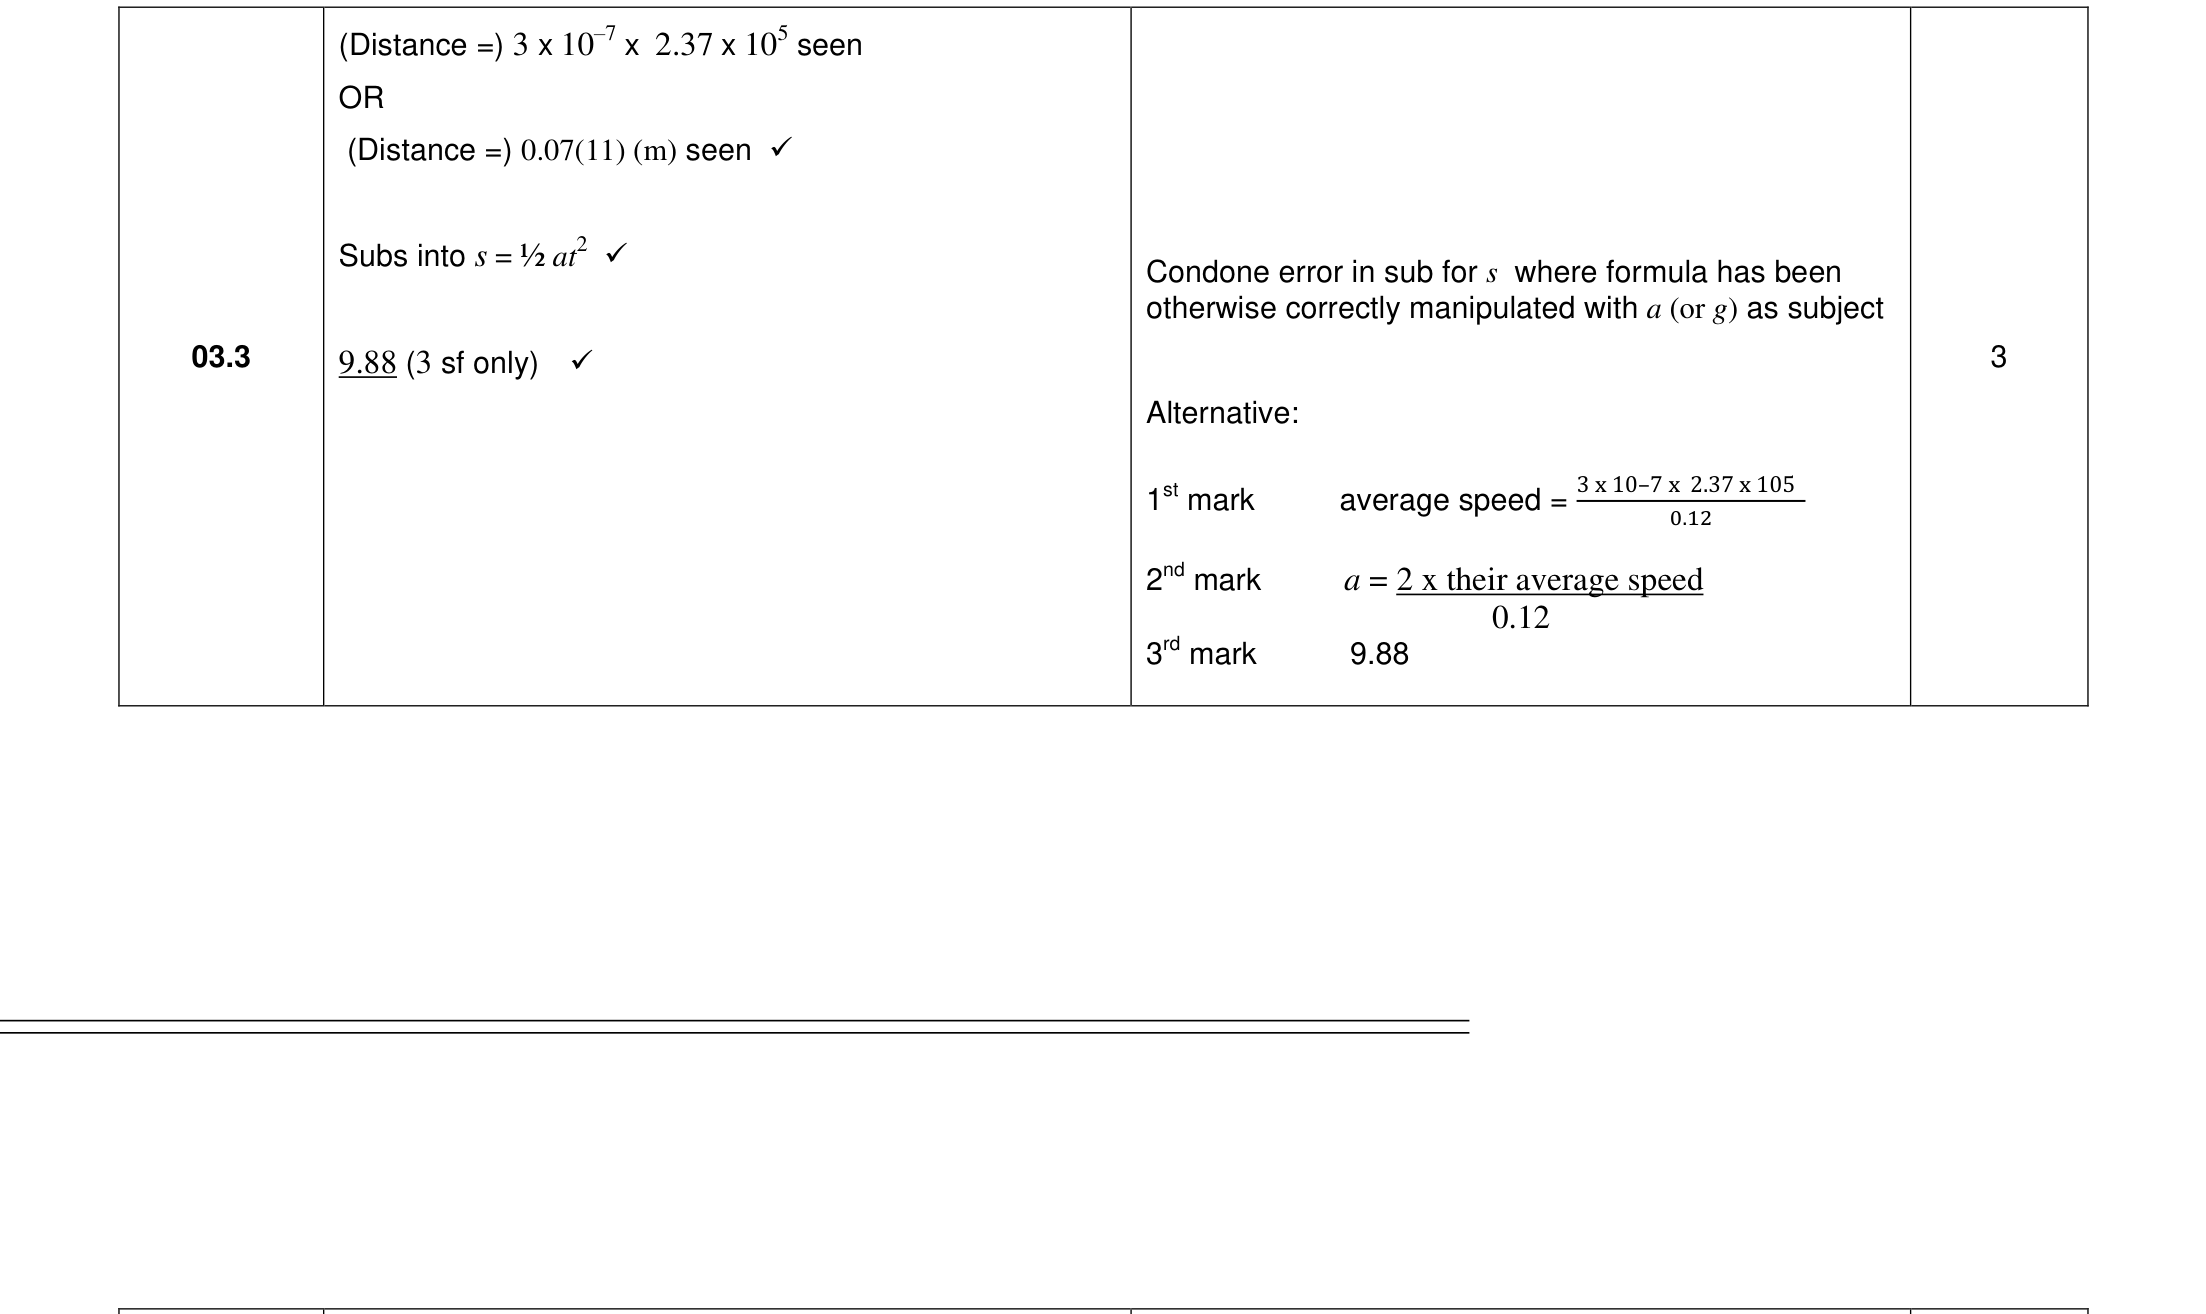 (Distance =) 3 x 10⁻⁷ x 2.37 x 10⁵ seen
OR
(Distance =) 0.07(11) (m) seen ✓
Subs into s = ½ at² ✓
03.3
9.88 (3 sf only) ✓
Condone error in sub for s where formula has been
otherwise correctly manipulated with a (or g) as subject
Alternative:
1st mark average speed = 3 x 10–7 x 2.37 x 105
0.12
2nd mark a = 2 x their average speed
0.12
3rd mark 9.88
3